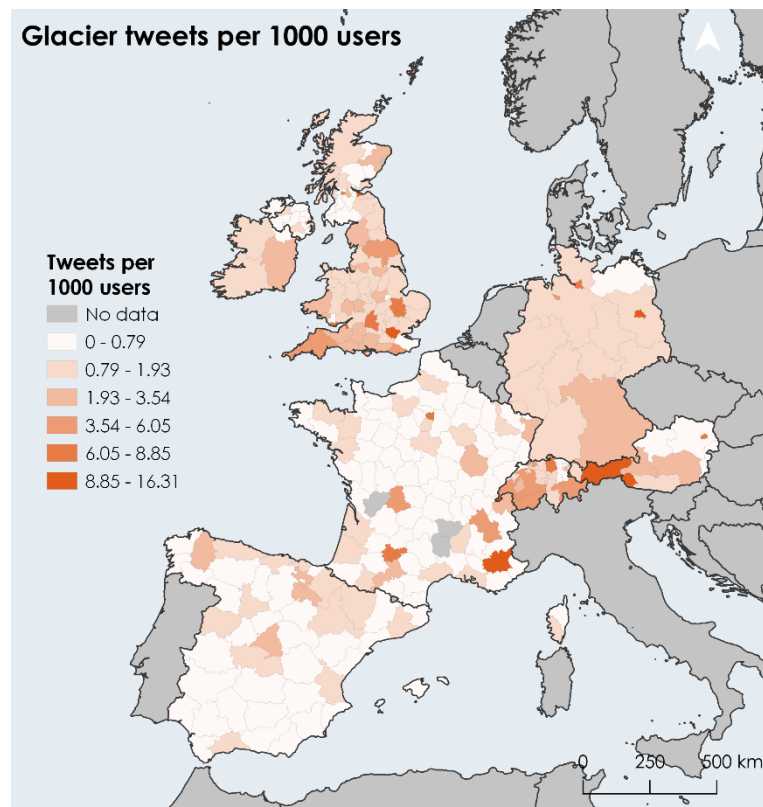 Glacier tweets per 1000 users
Tweets per
1000 users
No data
0 - 0.79
0.79 - 1.93
1.93 - 3.54
3.54 - 6.05
6.05 - 8.85
8.85 - 16.31
0 250 500 km